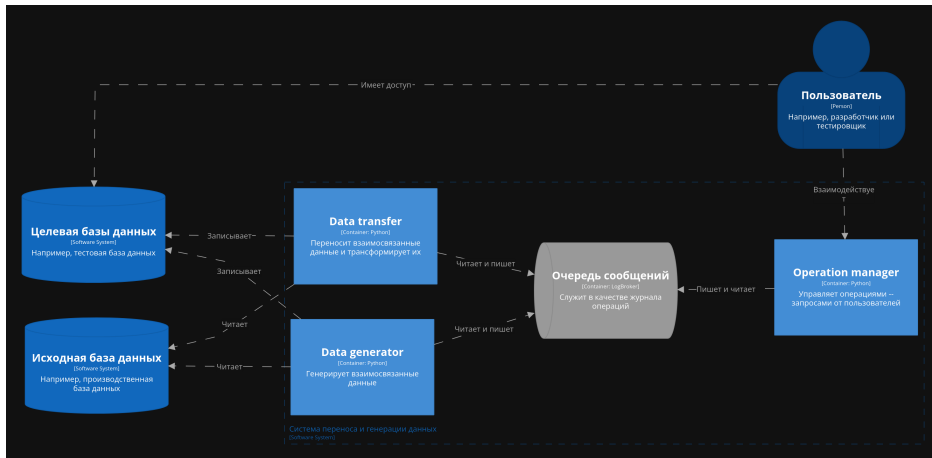 Пользователь
[Person]
Например, разработчик или
тестировщик
Имеет доступ
Взаимодействуе
т
Целевая базы данных
[Software System]
Например, тестовая база данных
Записывает
Data transfer
[Container: Python]
Переносит взаимосвязанные
данные и трансформирует их
Читает и пишет
Очередь сообщений
[Container: LogBroker]
Служит в качестве журнала
операций
Пишет и читает
Operation manager
[Container: Python]
Управляет операциями --
запросами от пользователей
Записывает
Читает
Читает и пишет
Исходная база данных
[Software System]
Например, производственная
база данных
Читает
Data generator
[Container: Python]
Генерирует взаимосвязанные
данные
Система переноса и генерации данных
[Software System]